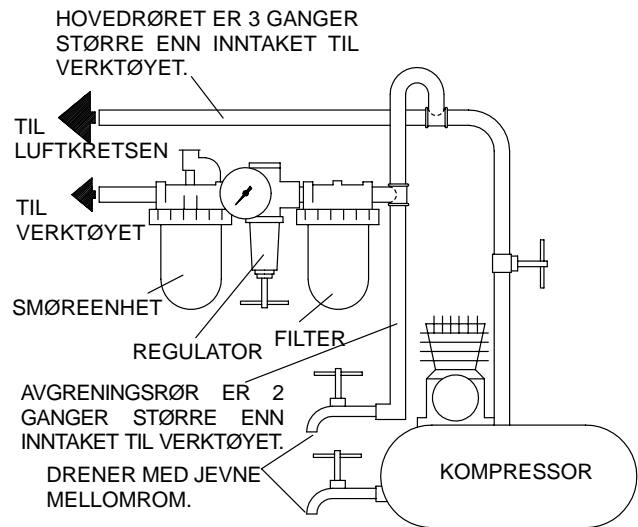 HOVEDRØRET ER 3 GANGER
STØRRE ENN INNTAKET TIL
VERKTØYET.
TIL
LUFTKRETSEN
TIL
VERKTØYET
SMØREENHET
REGULATOR
FILTER
AVGRENINGSRØR ER 2
GANGER STØRRE ENN
INNTAKET TIL VERKTØYET.
DRENER MED JEVNE
MELLOMROM.
KOMPRESSOR